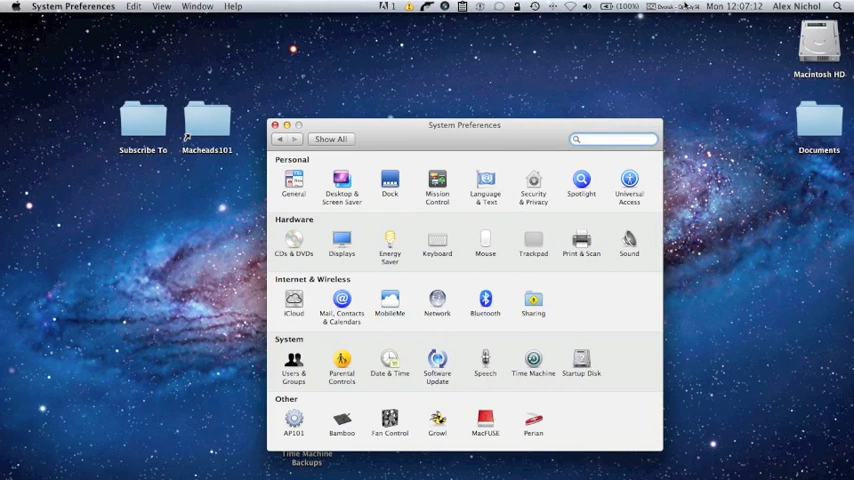 System Preferences Edit View Window Help 1 (100%) Mon 12:07:12 Alex Nichol
Macintosh HD
Subscribe To Macheads101 Documents
System Preferences
Show All
Personal
General Desktop & Screen Saver Dock Mission Control Language & Text Security & Privacy Spotlight Universal Access
Hardware
CDs & DVDs Displays Energy Saver Keyboard Mouse Trackpad Print & Scan Sound
Internet & Wireless
iCloud Mail, Contacts & Calendars MobileMe Network Bluetooth Sharing
System
Users & Groups Parental Controls Date & Time Software Update Speech Time Machine Startup Disk
Other
AP101 Bamboo Fan Control Growl MacFUSE Perian
Time Machine
Backups